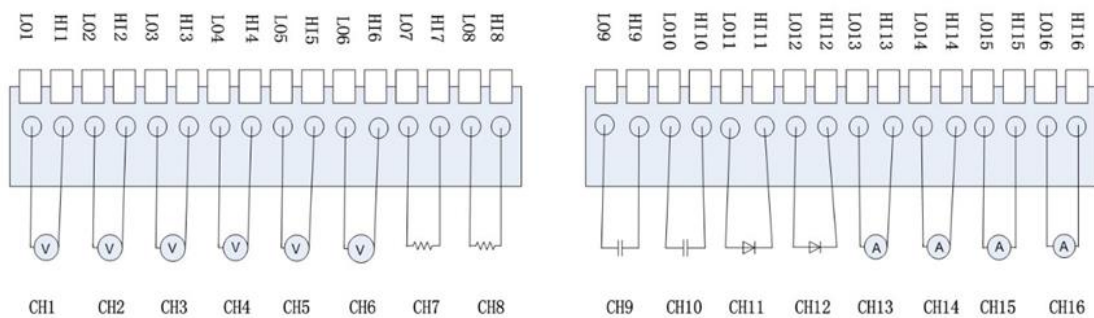 LO1 HI1 LO2 HI2 LO3 HI3 LO4 HI4 LO5 HI5 LO6 HI6 LO7 HI7 LO8 HI8 LO9 HI9 LO10 HI10 LO11 HI11 LO12 HI12 LO13 HI13 LO14 HI14 LO15 HI15 LO16 HI16
V V V V V V A A A A
CH1 CH2 CH3 CH4 CH5 CH6 CH7 CH8 CH9 CH10 CH11 CH12 CH13 CH14 CH15 CH16